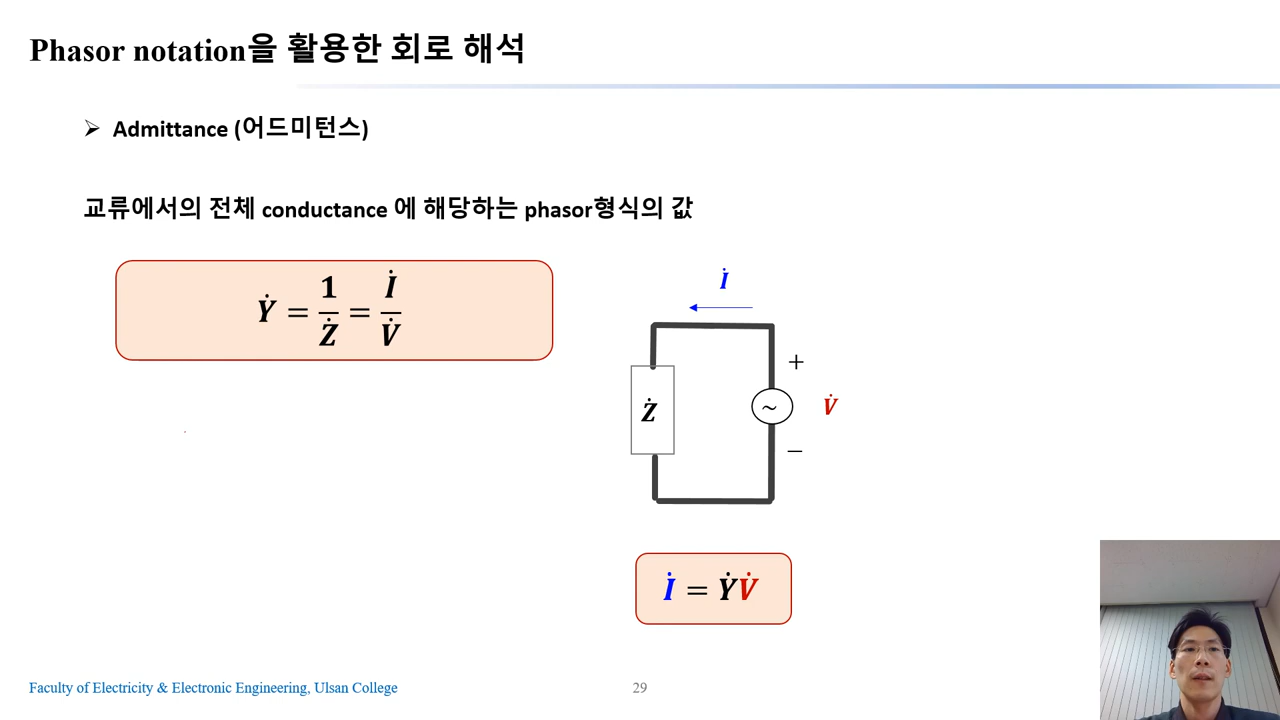 Phasor notation을 활용한 회로 해석
➢ Admittance (어드미턴스)
교류에서의 전체 conductance 에 해당하는 phasor형식의 값
Ẏ = 1/Ż = İ/V̇
İ
+
Ż
~
V̇
−
İ = ẎV̇
Faculty of Electricity & Electronic Engineering, Ulsan College
29